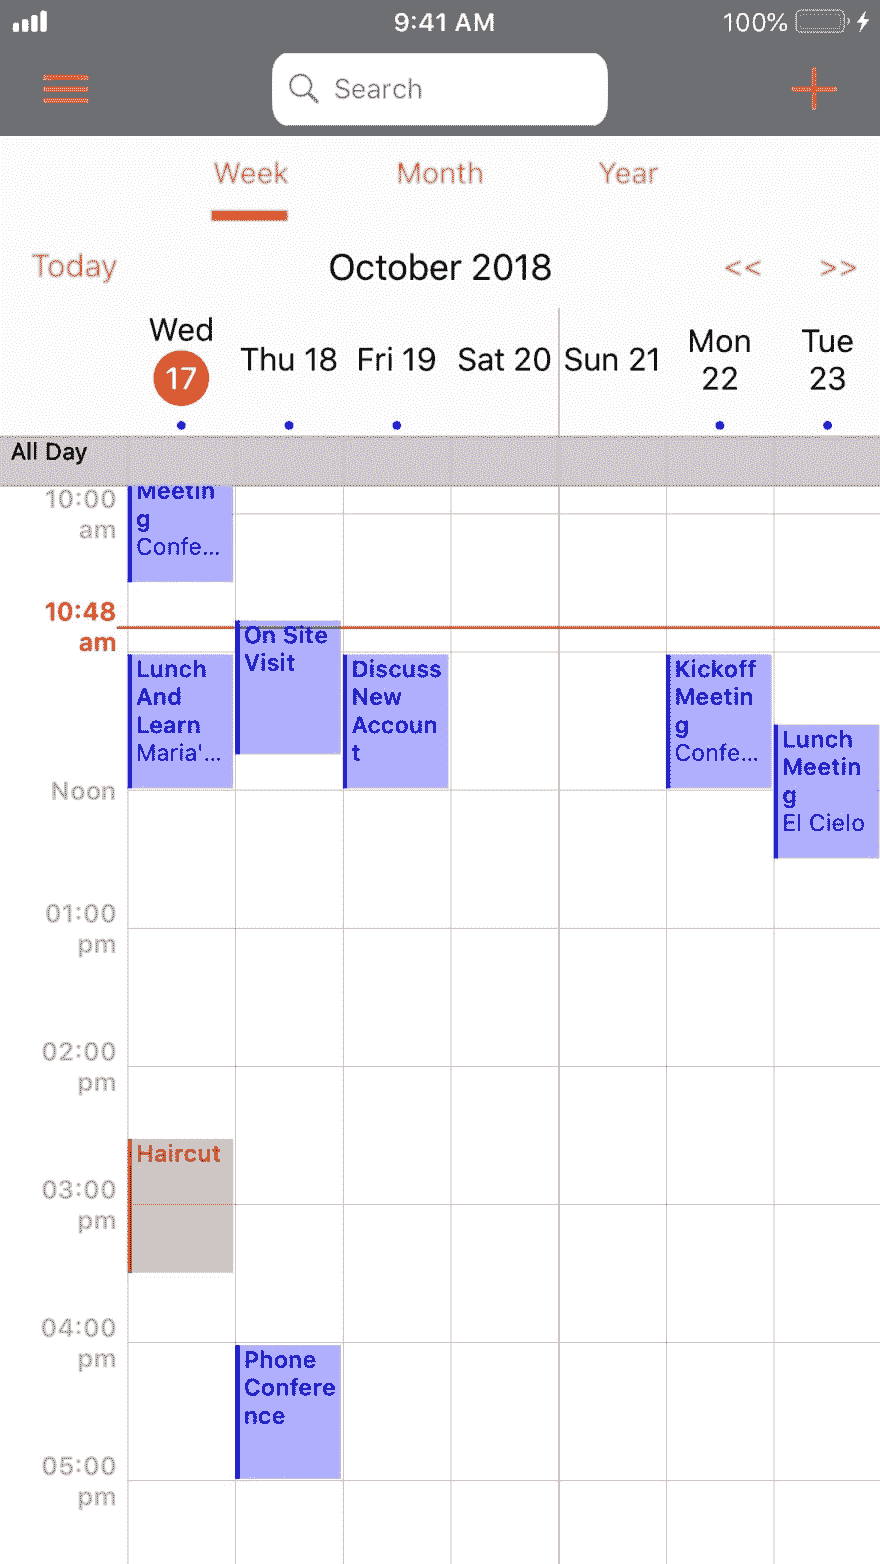 9:41 AM 100%
Search
Week Month Year
Today October 2018 << >>
Wed 17 Thu 18 Fri 19 Sat 20 Sun 21 Mon 22 Tue 23
All Day
10:00 am
Meetin
g
Confe...
10:48 am
On Site
Visit
Lunch
And
Learn
Maria'...
Discuss
New
Accoun
t
Kickoff
Meetin
g
Confe...
Lunch
Meetin
g
El Cielo
Noon
01:00 pm
02:00 pm
Haircut
03:00 pm
04:00 pm
Phone
Confere
nce
05:00 pm